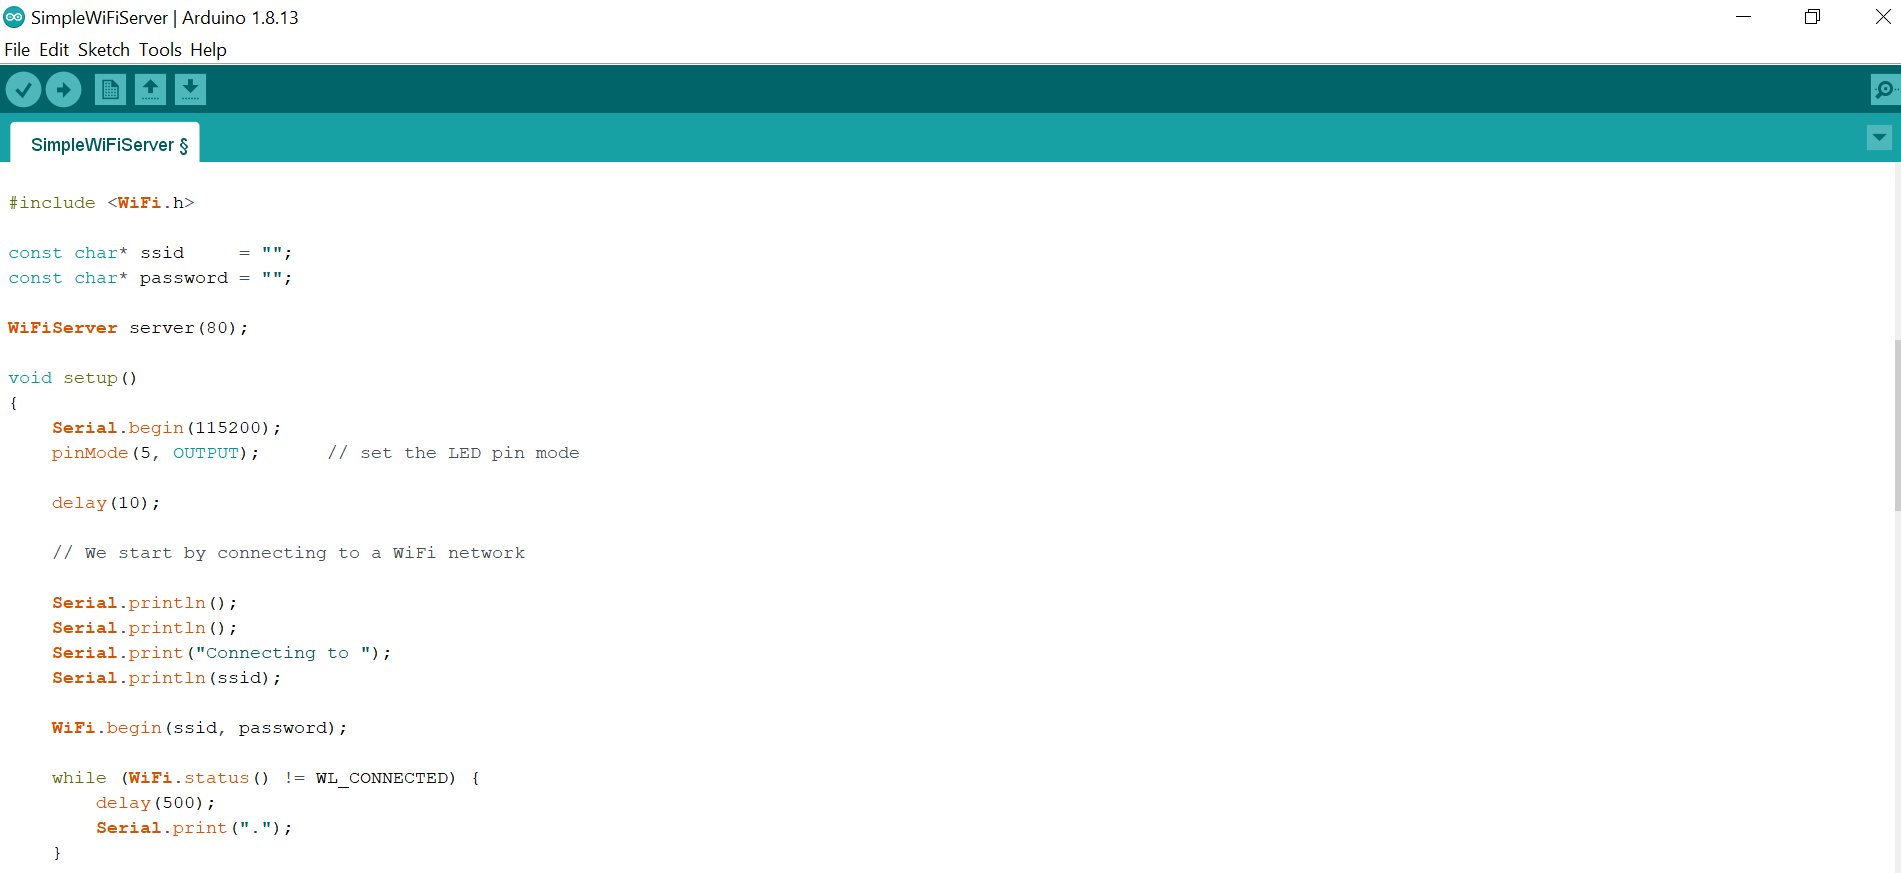 SimpleWiFiServer | Arduino 1.8.13
File Edit Sketch Tools Help
SimpleWiFiServer §
#include <WiFi.h>
const char* ssid     = "";
const char* password = "";
WiFiServer server(80);
void setup()
{
    Serial.begin(115200);
    pinMode(5, OUTPUT);      // set the LED pin mode
    delay(10);
    // We start by connecting to a WiFi network
    Serial.println();
    Serial.println();
    Serial.print("Connecting to ");
    Serial.println(ssid);
    WiFi.begin(ssid, password);
    while (WiFi.status() != WL_CONNECTED) {
        delay(500);
        Serial.print(".");
    }